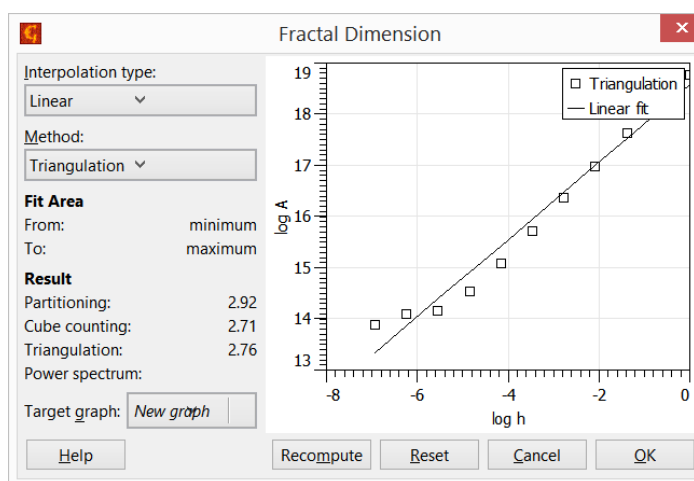 Fractal Dimension
Interpolation type:
Linear
Method:
Triangulation
Fit Area
From: minimum
To: maximum
Result
Partitioning: 2.92
Cube counting: 2.71
Triangulation: 2.76
Power spectrum:
Target graph: New graph
19
18
17
16
15
14
13
log A
Triangulation
Linear fit
-8 -6 -4 -2 0
log h
Help Recompute Reset Cancel OK